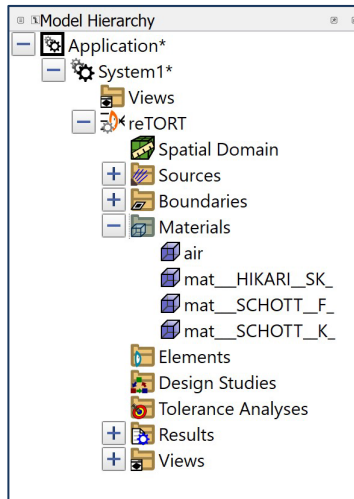 Model Hierarchy
Application*
System1*
Views
reTORT
Spatial Domain
Sources
Boundaries
Materials
air
mat__HIKARI__SK_
mat__SCHOTT__F_
mat__SCHOTT__K_
Elements
Design Studies
Tolerance Analyses
Results
Views